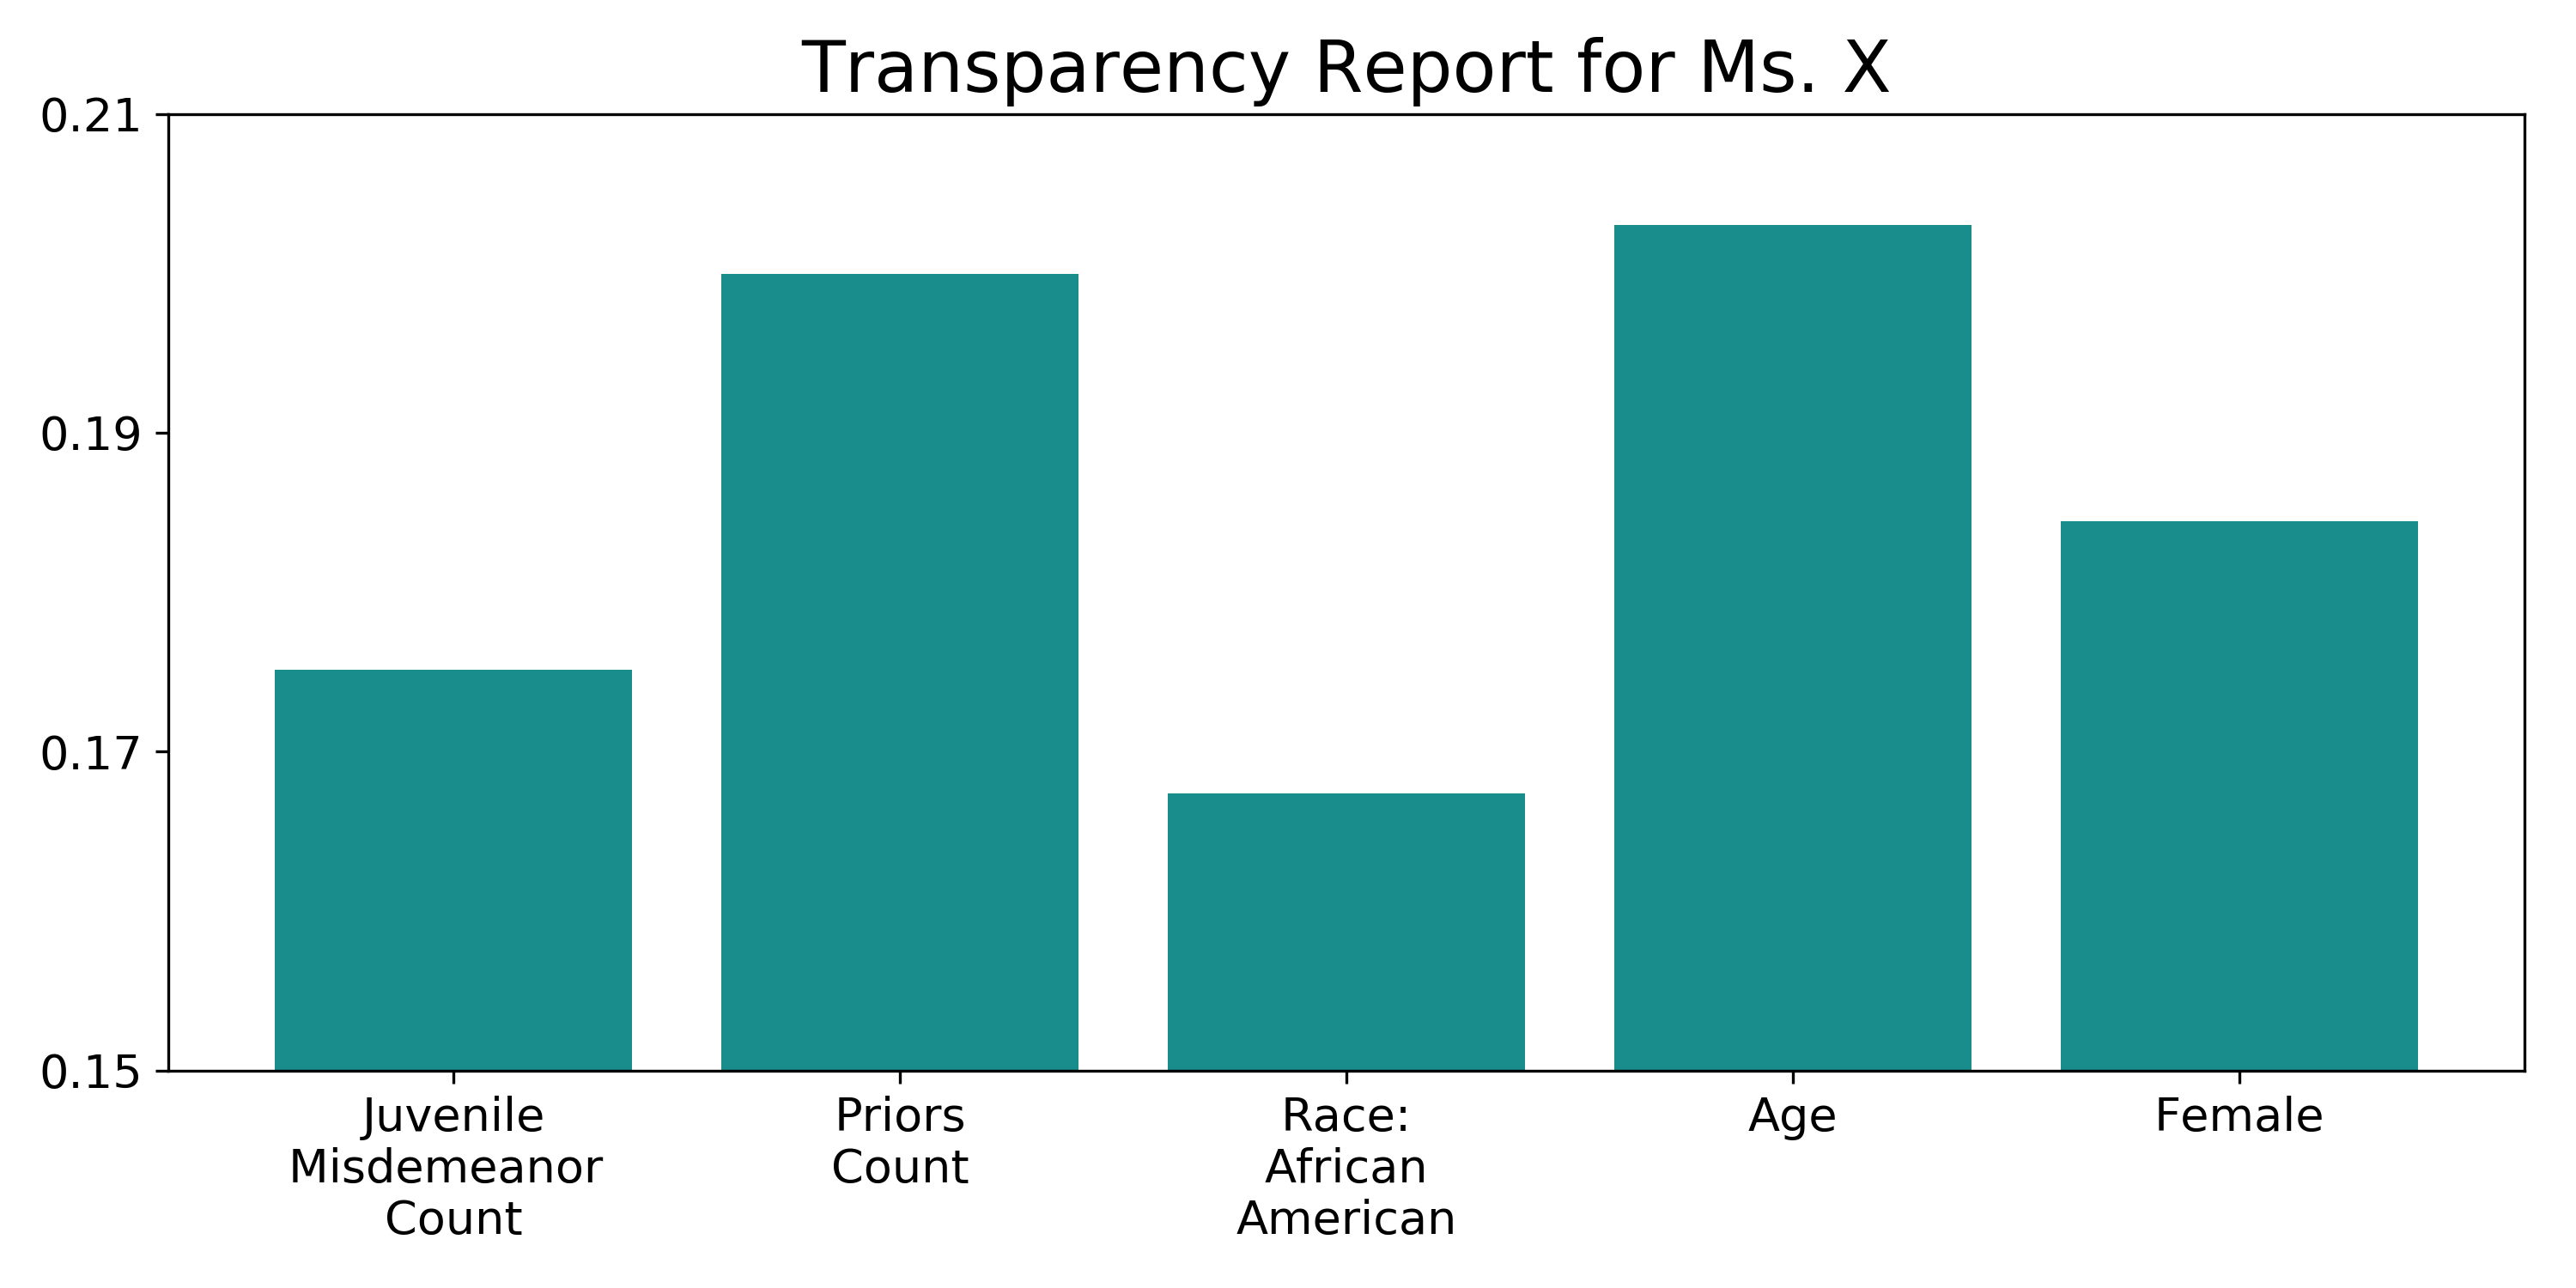 Transparency Report for Ms. X
0.21
0.19
0.17
0.15
Juvenile
Misdemeanor
Count
Priors
Count
Race:
African
American
Age
Female